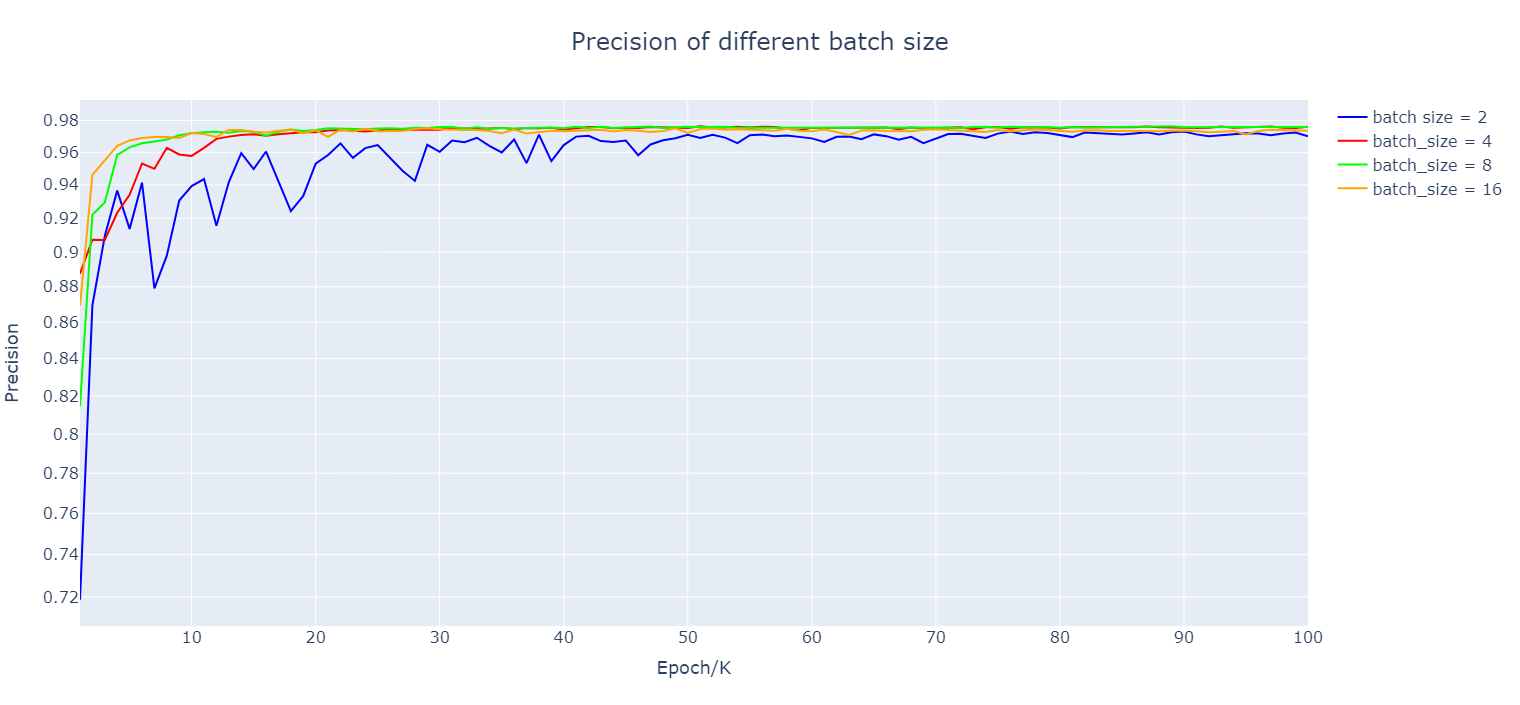 Precision of different batch size
batch size = 2
batch_size = 4
batch_size = 8
batch_size = 16
Precision
0.98
0.96
0.94
0.92
0.9
0.88
0.86
0.84
0.82
0.8
0.78
0.76
0.74
0.72
10 20 30 40 50 60 70 80 90 100
Epoch/K